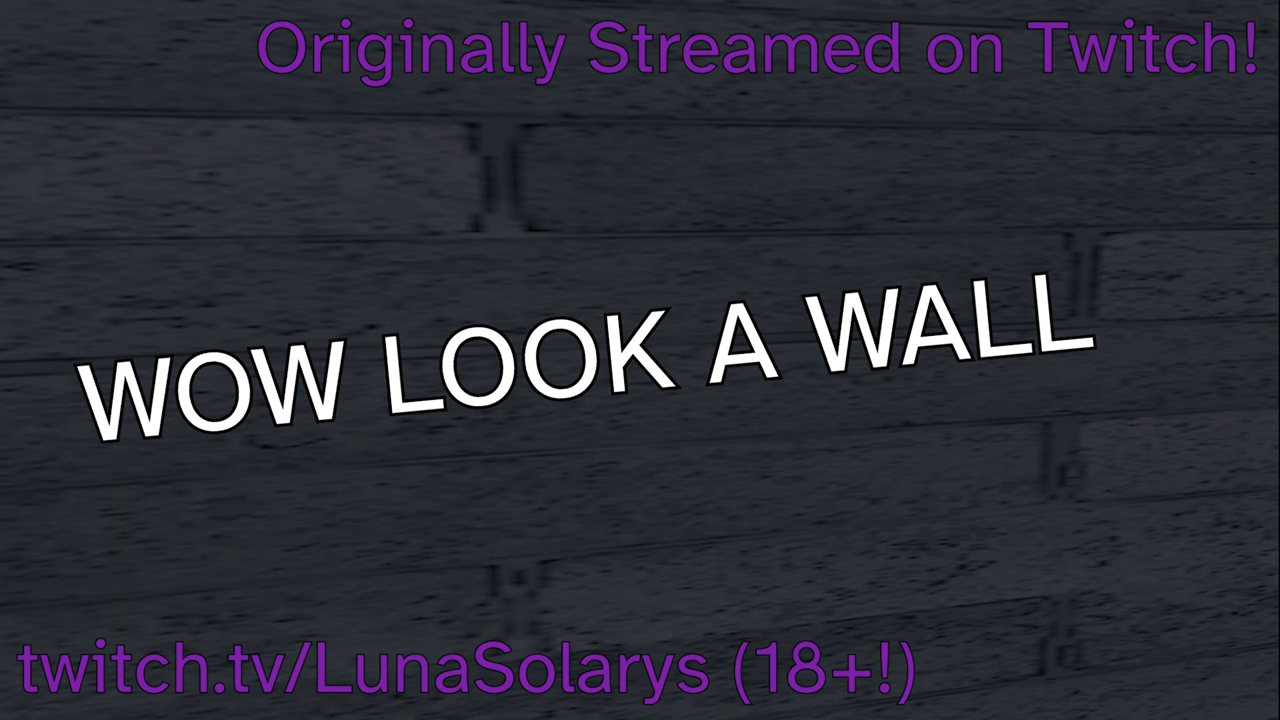 Originally Streamed on Twitch!
WOW LOOK A WALL
twitch.tv/LunaSolarys (18+!)